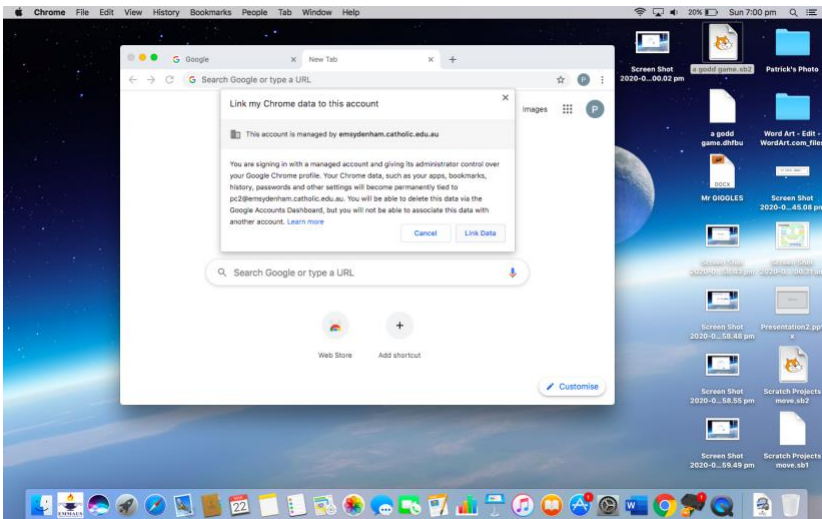 Chrome File Edit View History Bookmarks People Tab Window Help
20% Sun 7:00 pm
Google
New Tab
Search Google or type a URL
P
Images
P
Link my Chrome data to this account
This account is managed by emsydenham.catholic.edu.au
You are signing in with a managed account and giving its administrator control over
your Google Chrome profile. Your Chrome data, such as your apps, bookmarks,
history, passwords and other settings will become permanently tied to
pc2@emsydenham.catholic.edu.au. You will be able to delete this data via the
Google Accounts Dashboard, but you will not be able to associate this data with
another account. Learn more
Cancel
Link Data
Search Google or type a URL
Web Store
Add shortcut
Customise
Screen Shot
2020-0...00.02 pm
a godd game.sb2
Patrick's Photo
a godd
game.dhfbu
Word Art - Edit -
WordArt.com_files
DOCX
Mr GIGGLES
Screen Shot
2020-0...45.08 pm
Screen Shot
2020-0...58.48 pm
Presentation2.ppt
x
Screen Shot
2020-0...58.55 pm
Scratch Projects
move.sb2
Screen Shot
2020-0...59.49 pm
Scratch Projects
move.sb1
EMMAUS
22